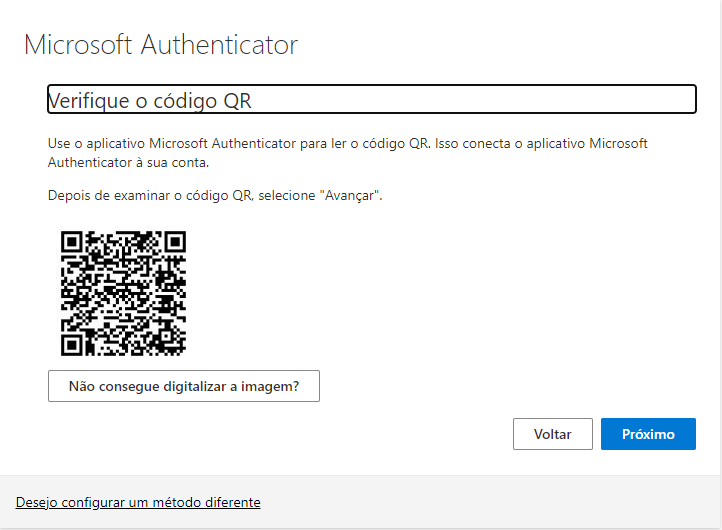 Microsoft Authenticator
Verifique o código QR
Use o aplicativo Microsoft Authenticator para ler o código QR. Isso conecta o aplicativo Microsoft
Authenticator à sua conta.
Depois de examinar o código QR, selecione "Avançar".
Não consegue digitalizar a imagem?
Voltar
Próximo
Desejo configurar um método diferente